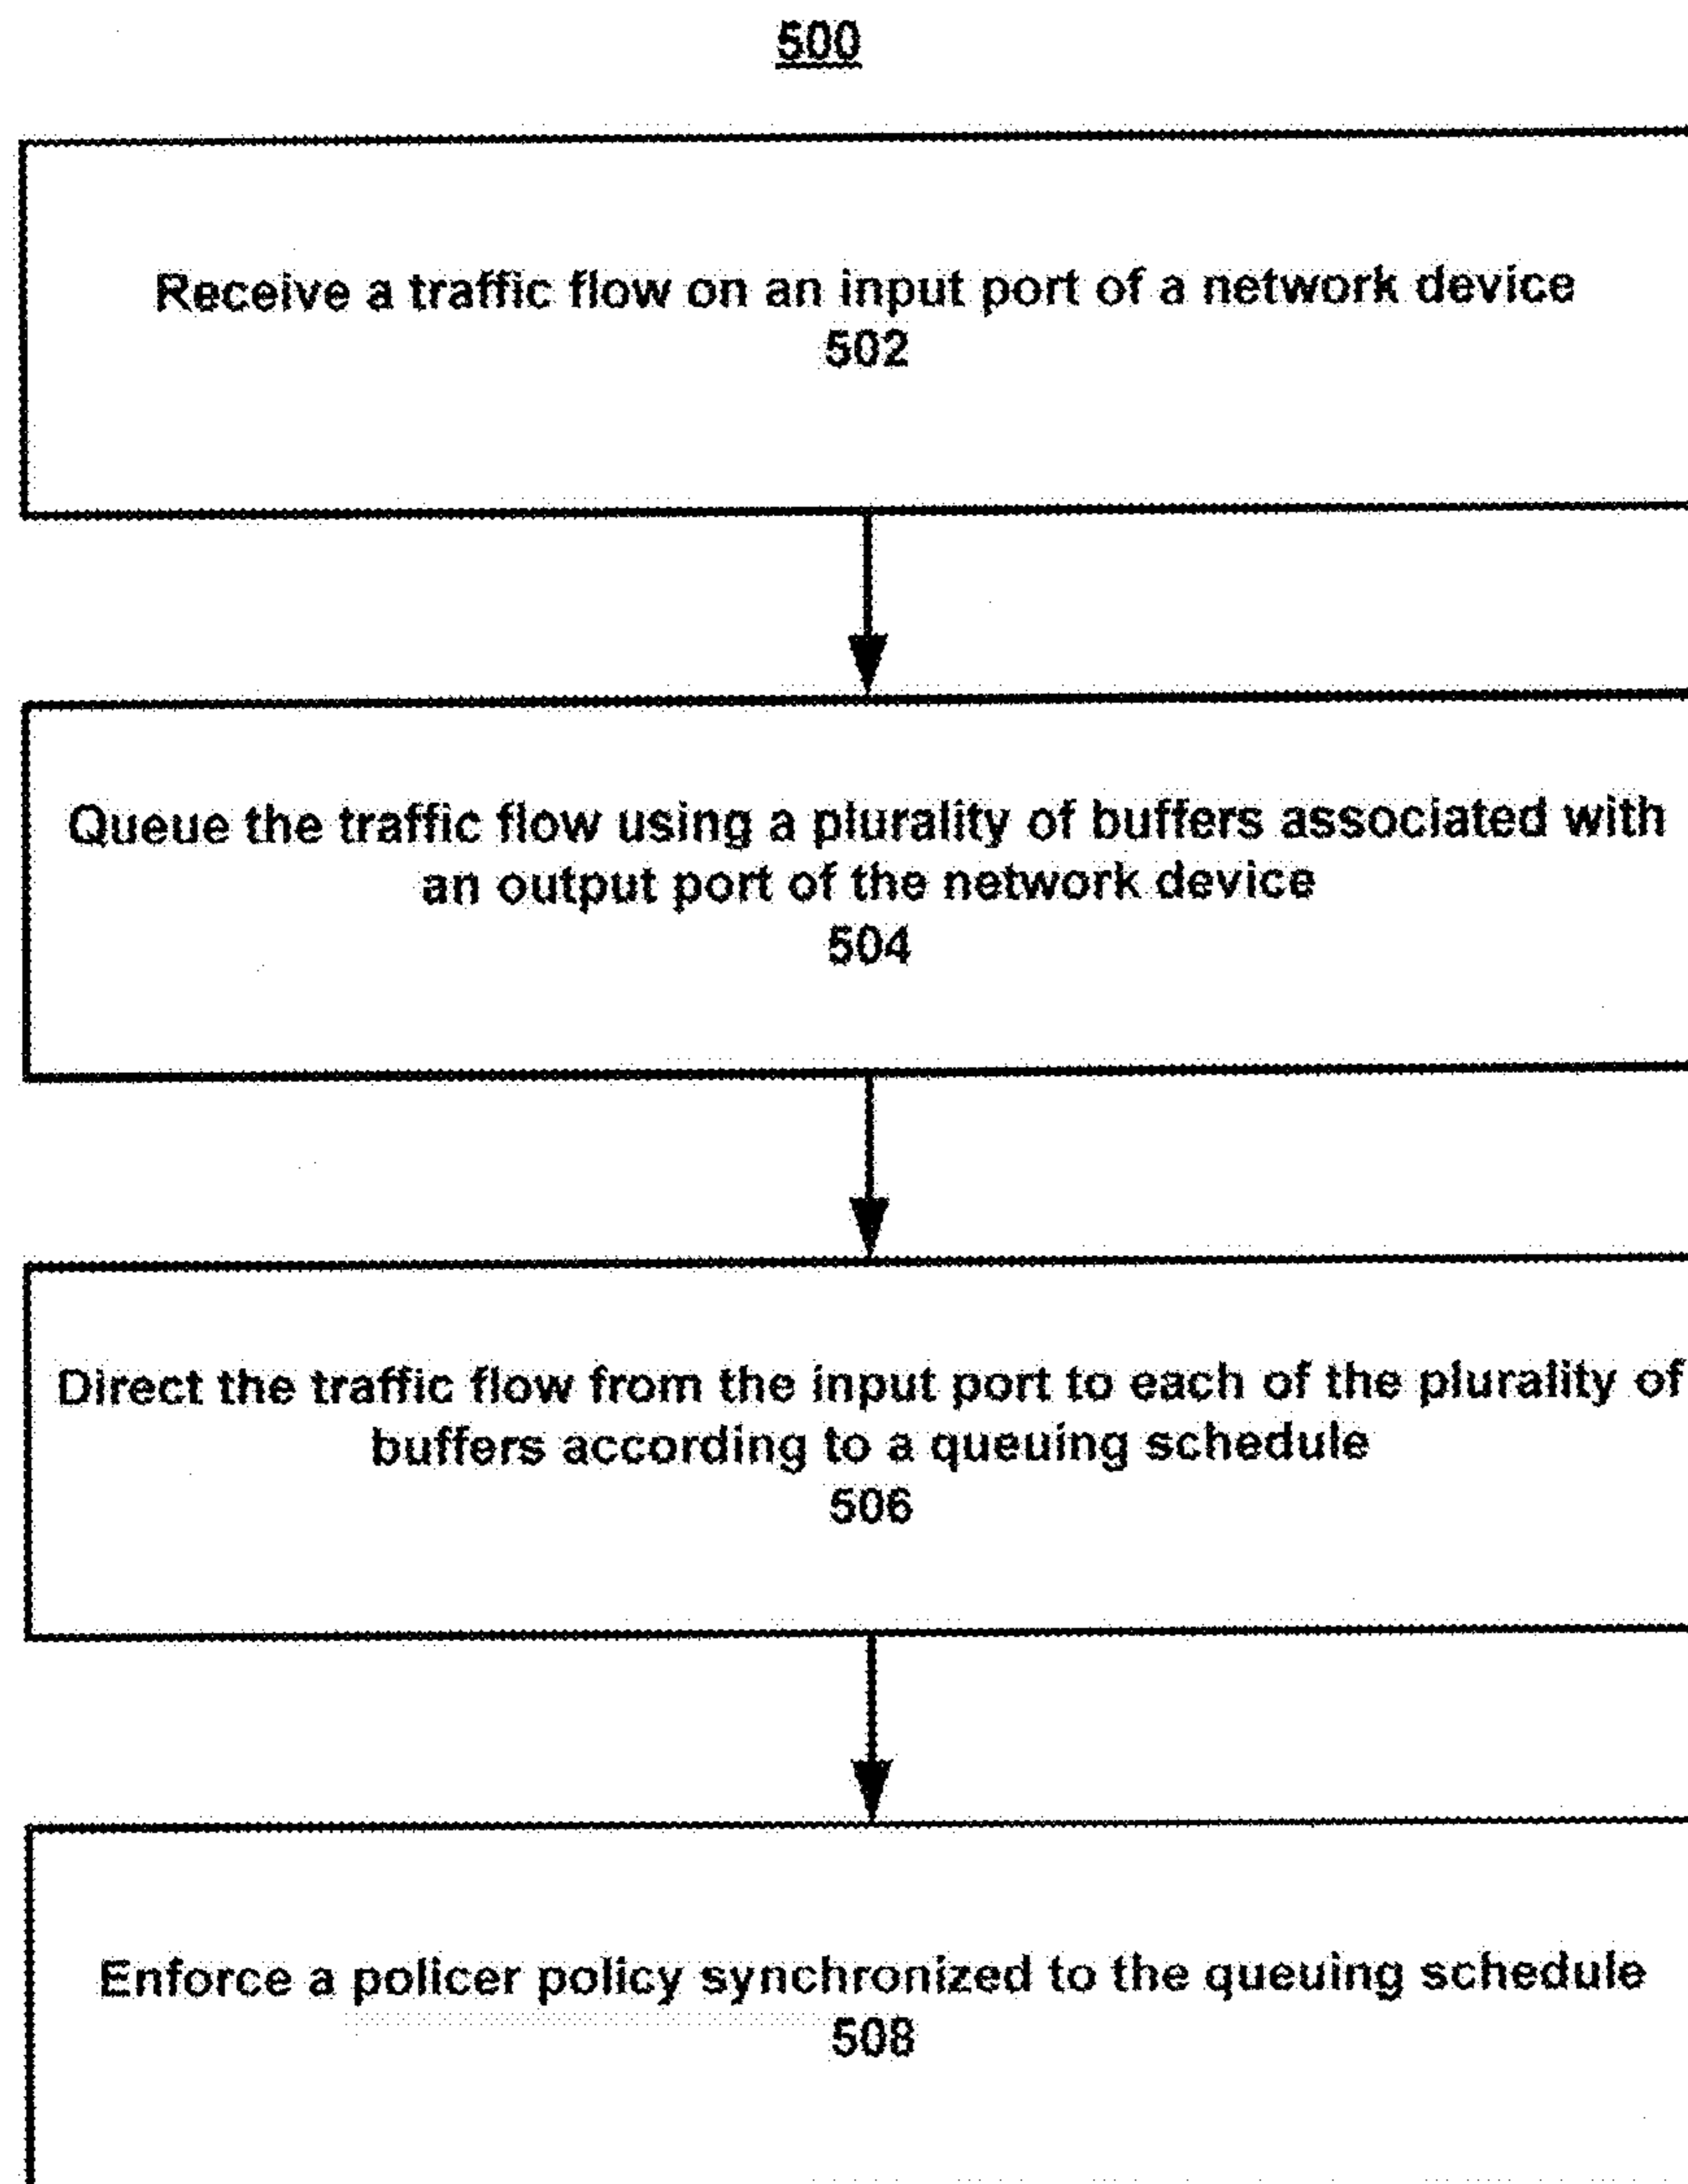 500
Receive a traffic flow on an input port of a network device
502
Queue the traffic flow using a plurality of buffers associated with
an output port of the network device
504
Direct the traffic flow from the input port to each of the plurality of
buffers according to a queuing schedule
506
Enforce a policer policy synchronized to the queuing schedule
508